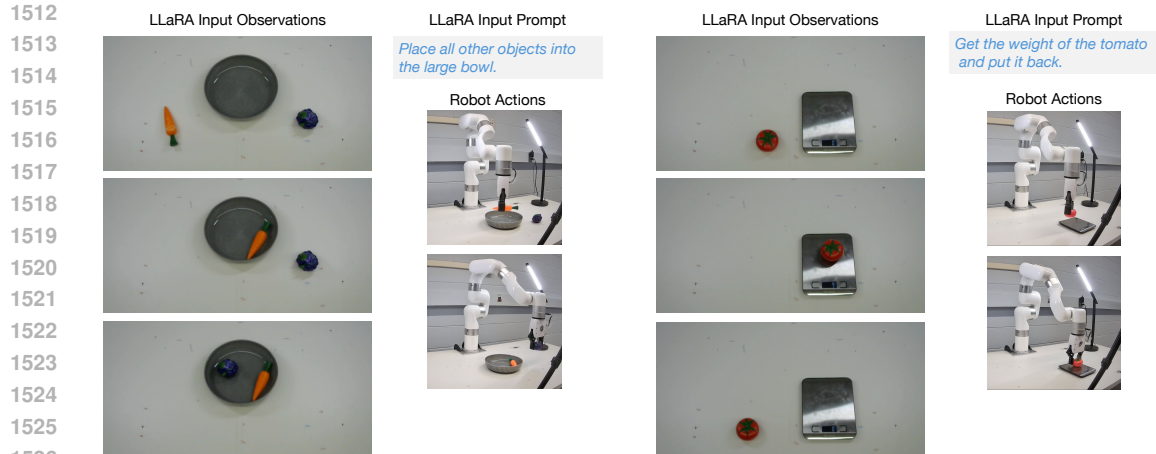 1512
1513
1514
1515
1516
1517
1518
1519
1520
1521
1522
1523
1524
1525
LLaRA Input Observations
LLaRA Input Prompt
Place all other objects into
the large bowl.
Robot Actions
LLaRA Input Observations
LLaRA Input Prompt
Get the weight of the tomato
and put it back.
Robot Actions